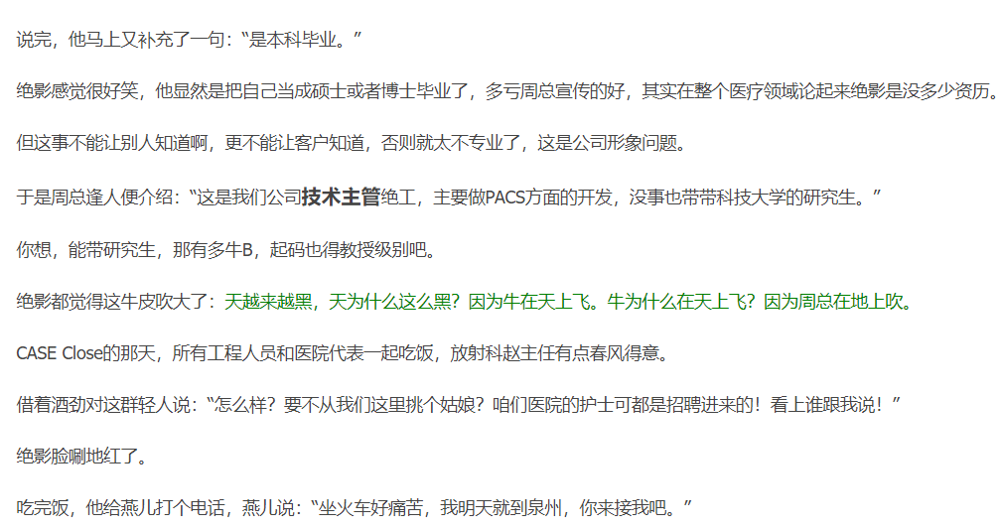 说完，他马上又补充了一句：“是本科毕业。”
绝影感觉很好笑，他显然是把自己当成硕士或者博士毕业了，多亏周总宣传的好，其实在整个医疗领域论起来绝影是没多少资历。
但这事不能让别人知道啊，更不能让客户知道，否则就太不专业了，这是公司形象问题。
于是周总逢人便介绍：“这是我们公司技术主管绝工，主要做PACS方面的开发，没事也带带科技大学的研究生。”
你想，能带研究生，那有多牛B，起码也得教授级别吧。
绝影都觉得这牛皮吹大了：天越来越黑，天为什么这么黑？因为牛在天上飞。牛为什么在天上飞？因为周总在地上吹。
CASE Close的那天，所有工程人员和医院代表一起吃饭，放射科赵主任有点春风得意。
借着酒劲对这群轻人说：“怎么样？要不从我们这里挑个姑娘？咱们医院的护士可都是招聘进来的！看上谁跟我说！”
绝影脸唰地红了。
吃完饭，他给燕儿打个电话，燕儿说：“坐火车好痛苦，我明天就到泉州，你来接我吧。”